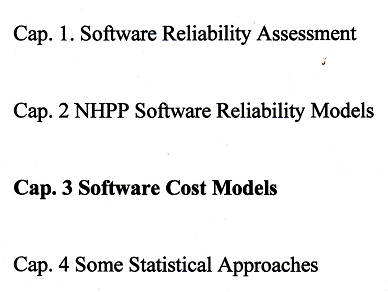 Cap. 1. Software Reliability Assessment
Cap. 2 NHPP Software Reliability Models
Cap. 3 Software Cost Models
Cap. 4 Some Statistical Approaches